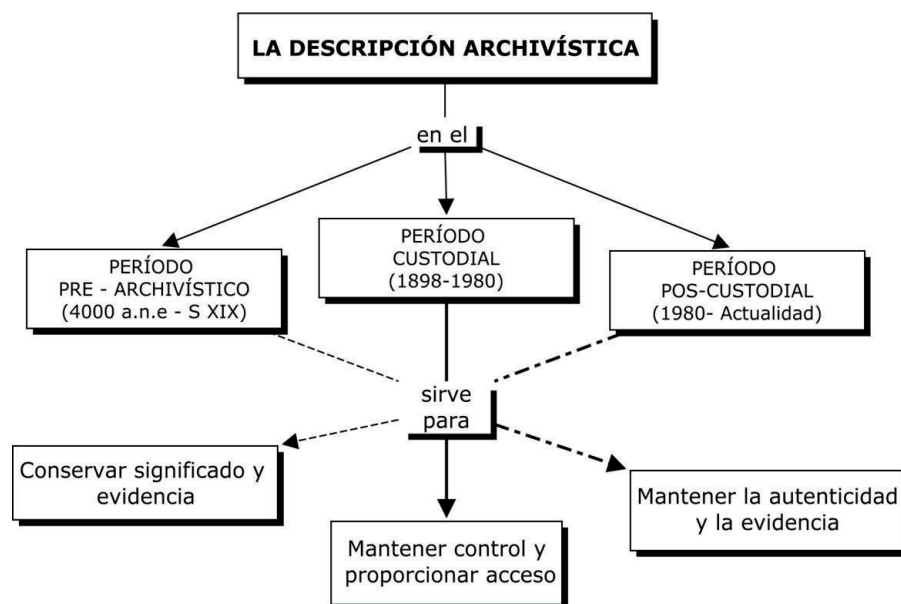 LA DESCRIPCIÓN ARCHIVÍSTICA
en el
PERÍODO
PRE - ARCHIVÍSTICO
(4000 a.n.e - S XIX)
PERÍODO
CUSTODIAL
(1898-1980)
PERÍODO
POS-CUSTODIAL
(1980- Actualidad)
sirve
para
Conservar significado y
evidencia
Mantener control y
proporcionar acceso
Mantener la autenticidad
y la evidencia